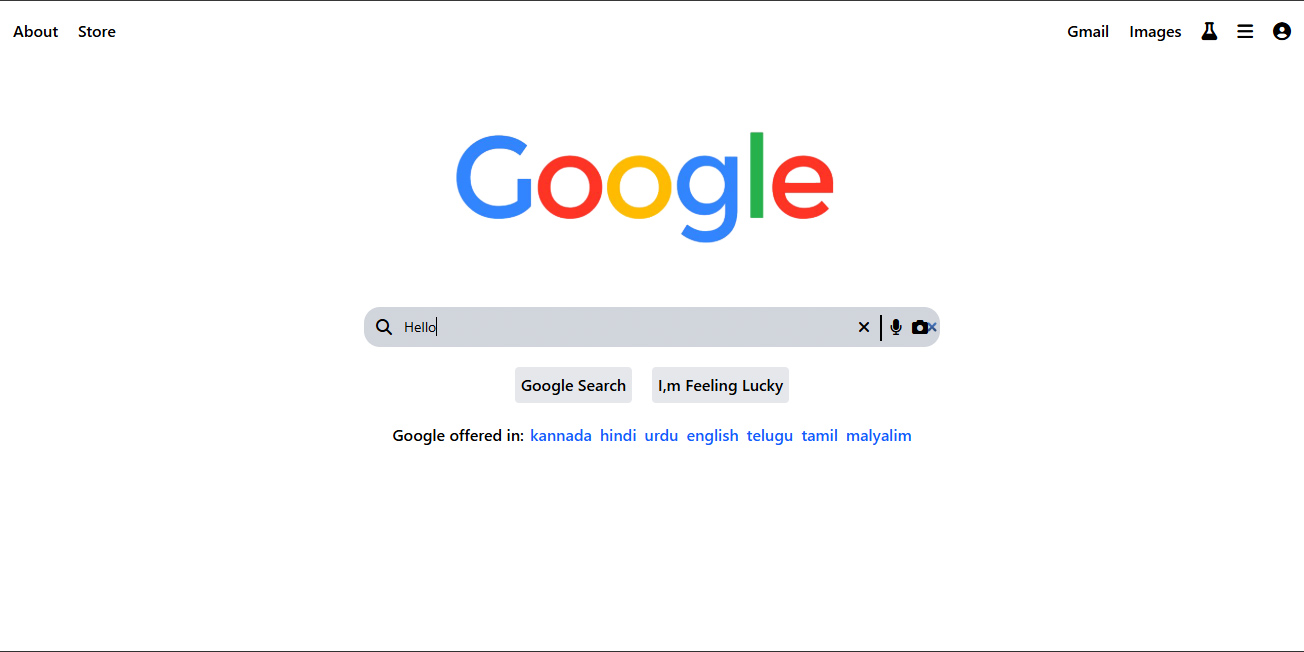 About Store Gmail Images
Google
Hello
Google Search I,m Feeling Lucky
Google offered in: kannada hindi urdu english telugu tamil malyalim